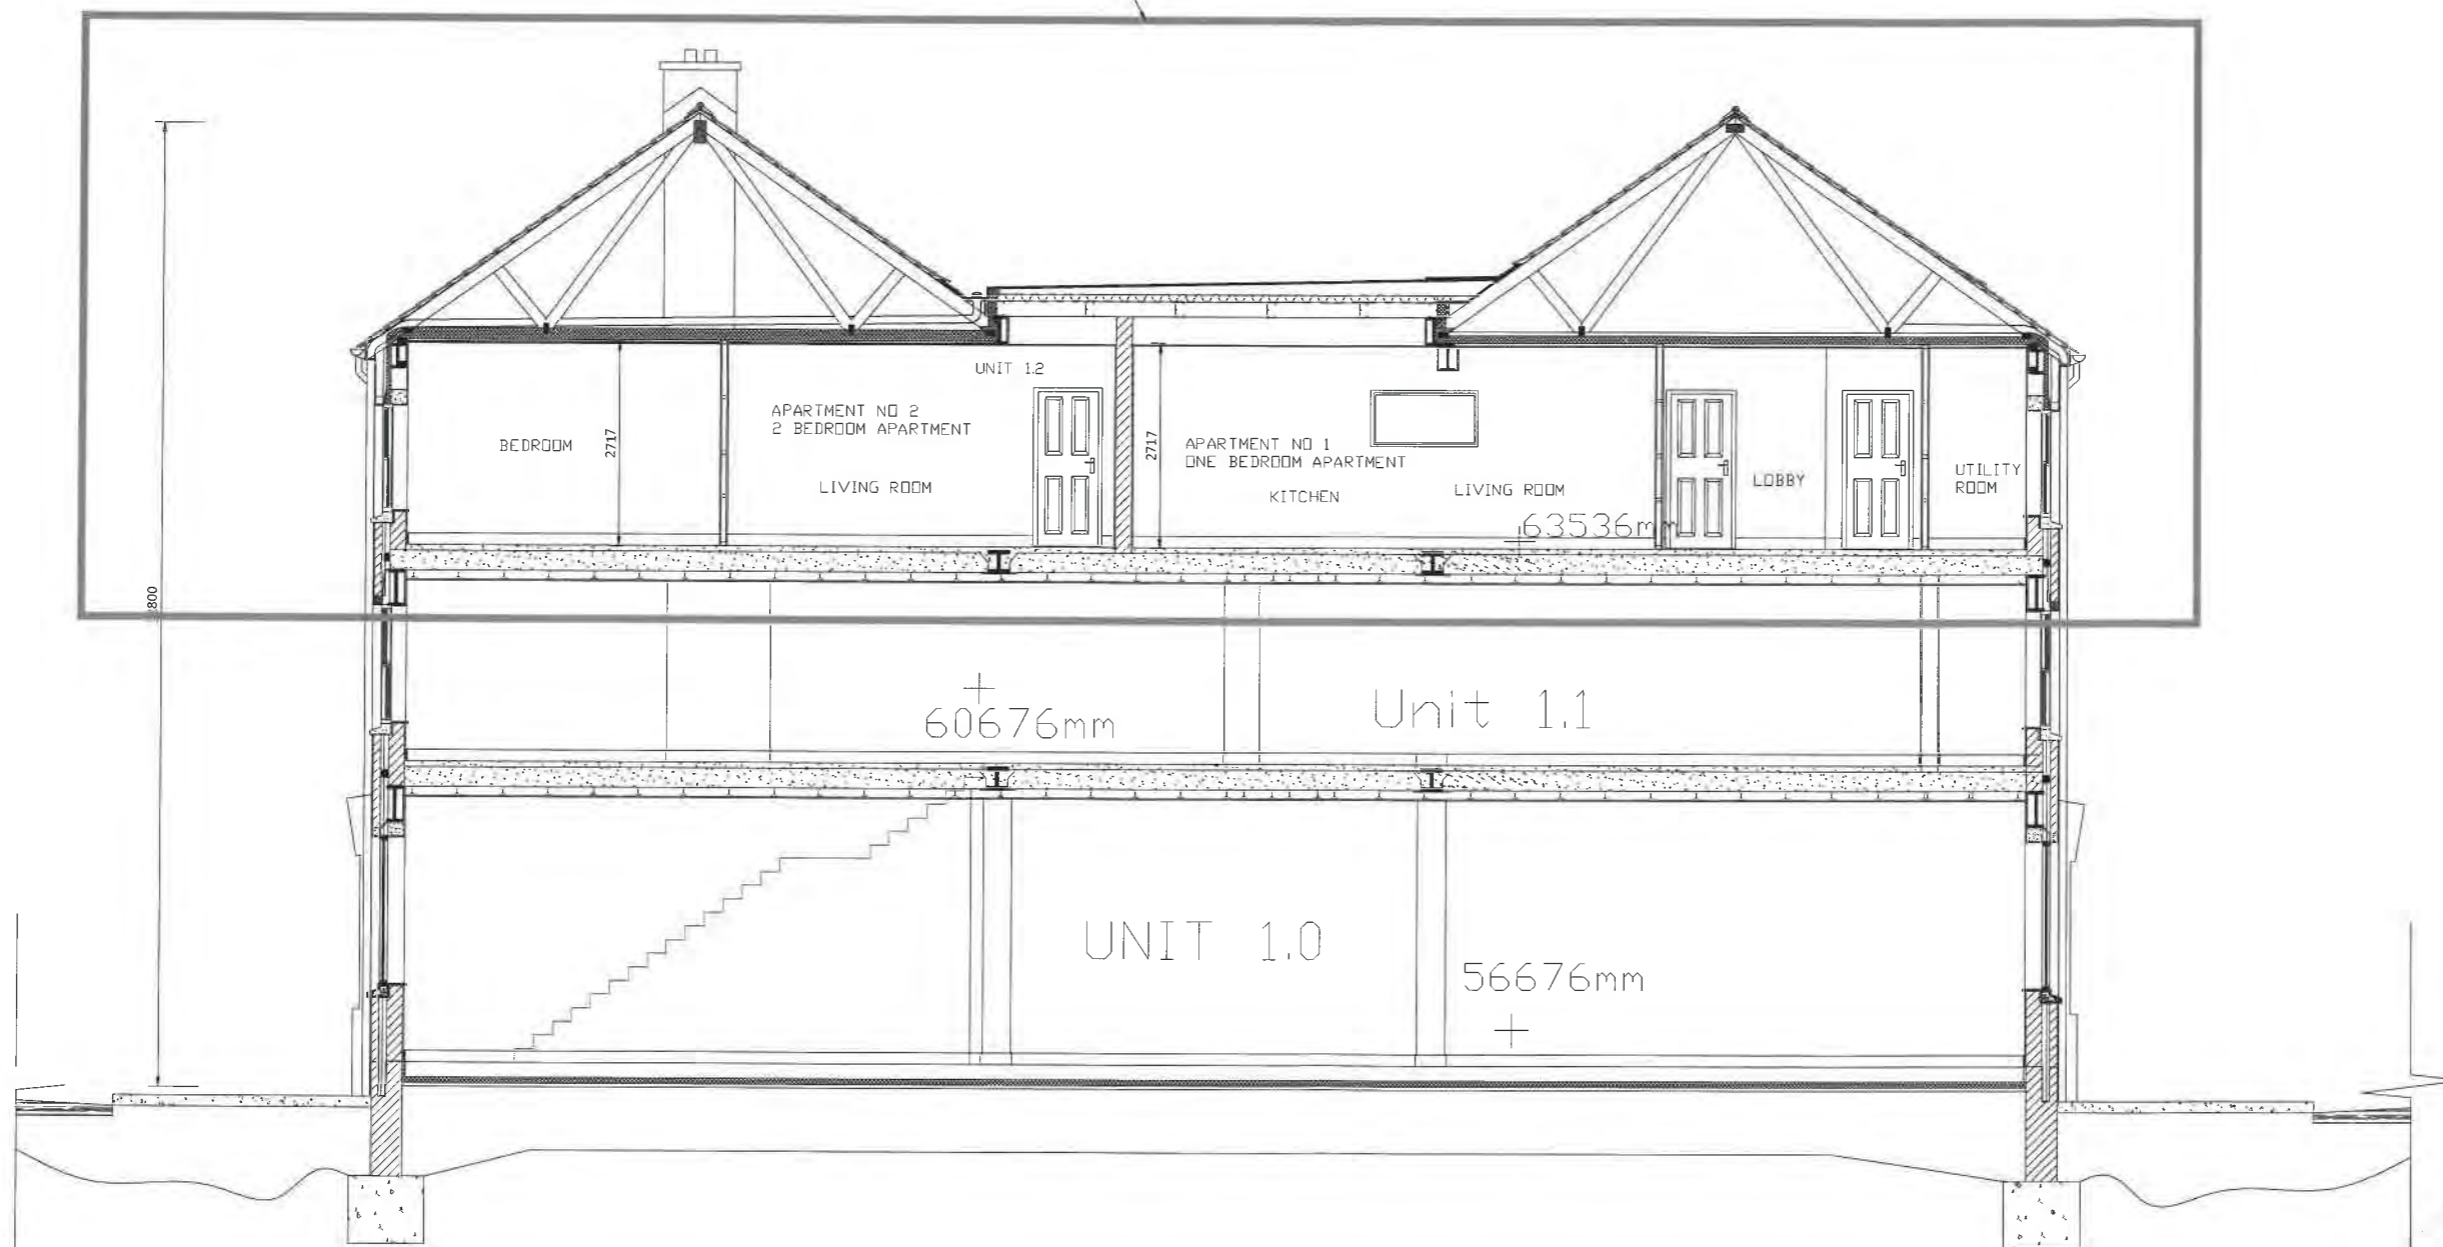 UNIT 1.2
APARTMENT NO 2
2 BEDROOM APARTMENT
BEDROOM
2717
LIVING ROOM
2717
APARTMENT NO 1
ONE BEDROOM APARTMENT
KITCHEN
LIVING ROOM
LOBBY
UTILITY
ROOM
63536mm
60676mm
Unit 1.1
UNIT 1.0
56676mm